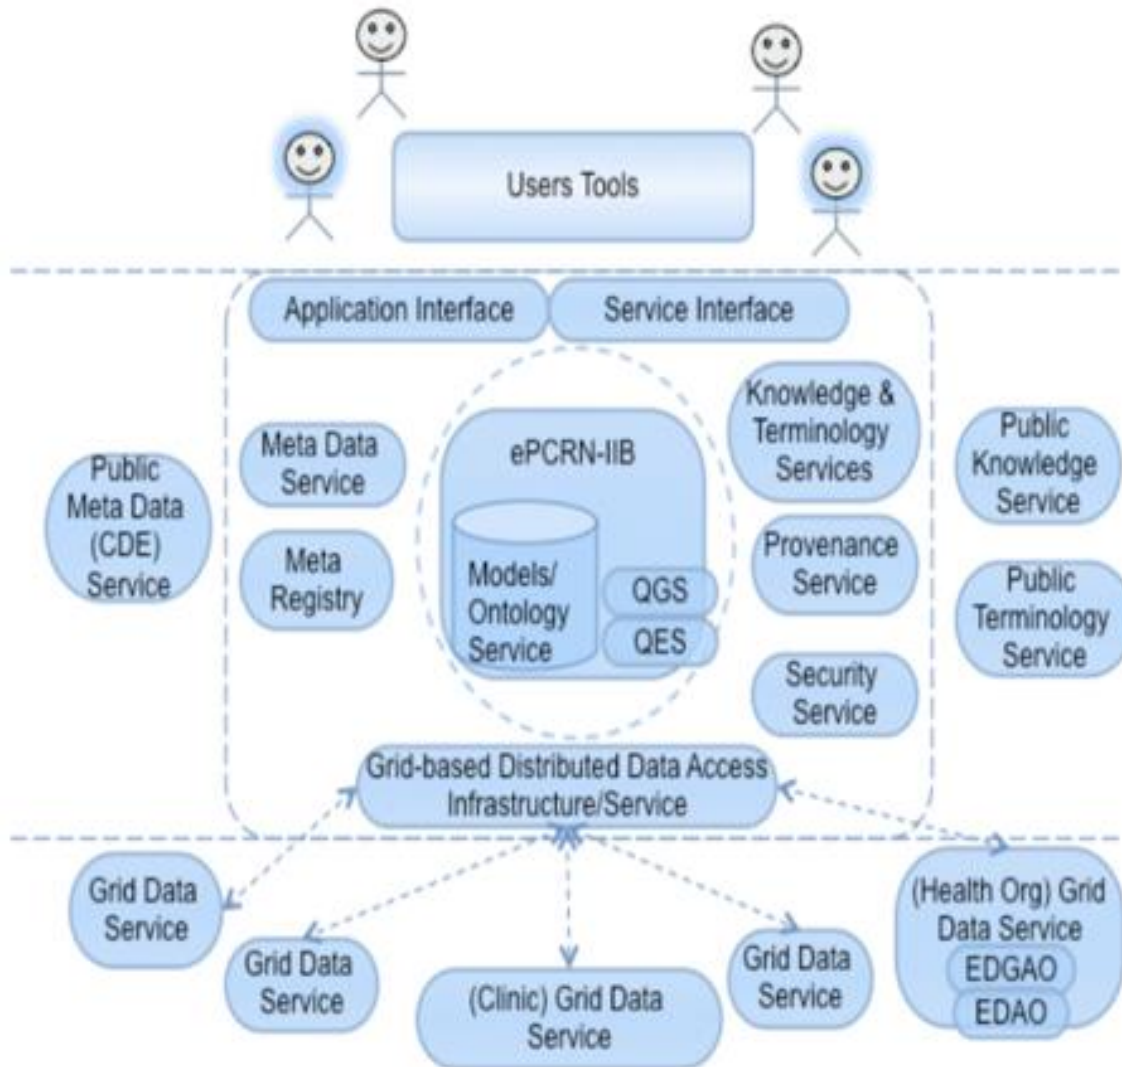 Users Tools
Application Interface
Service Interface
Public
Meta Data
(CDE)
Service
Meta Data
Service
Meta
Registry
ePCRN-IIB
Models/
Ontology
Service
QGS
QES
Knowledge &
Terminology
Services
Provenance
Service
Security
Service
Public
Knowledge
Service
Public
Terminology
Service
Grid-based Distributed Data Access
Infrastructure/Service
Grid Data
Service
Grid Data
Service
(Clinic) Grid Data
Service
Grid Data
Service
(Health Org) Grid
Data Service
EDGAO
EDAO